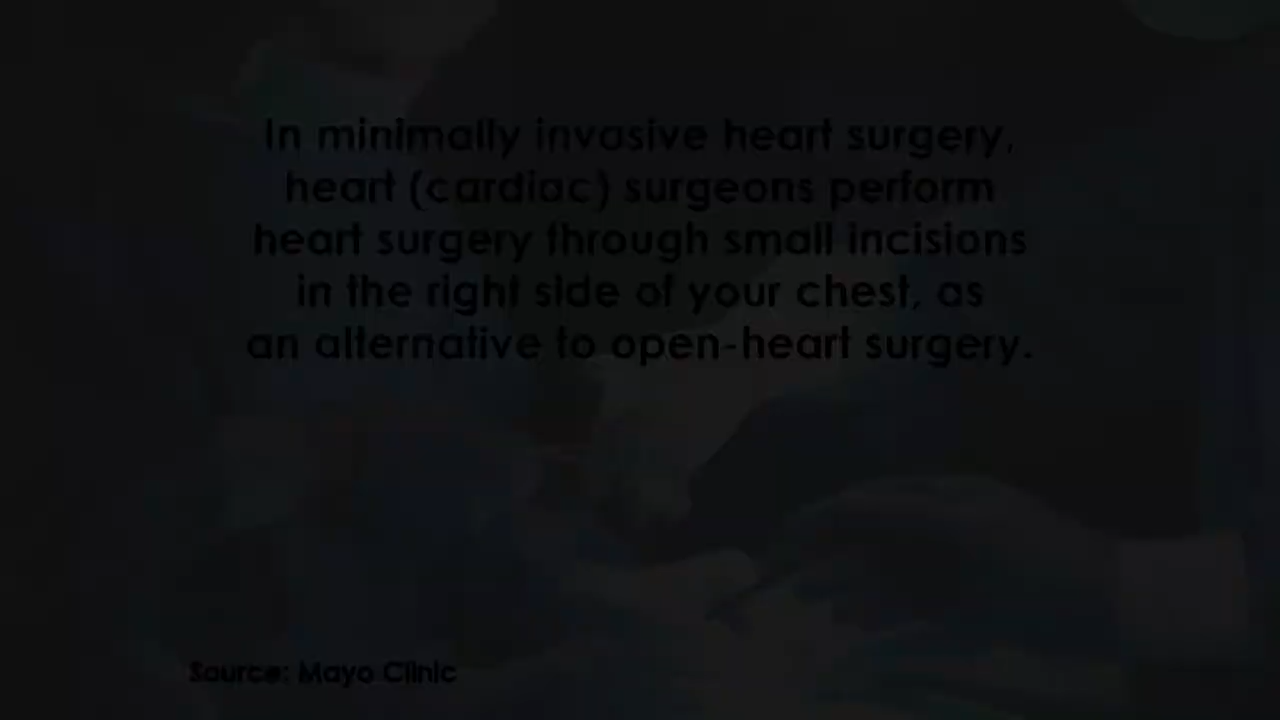 In minimally invasive heart surgery,
heart (cardiac) surgeons perform
heart surgery through small incisions
in the right side of your chest, as
an alternative to open-heart surgery.
Source: Mayo Clinic